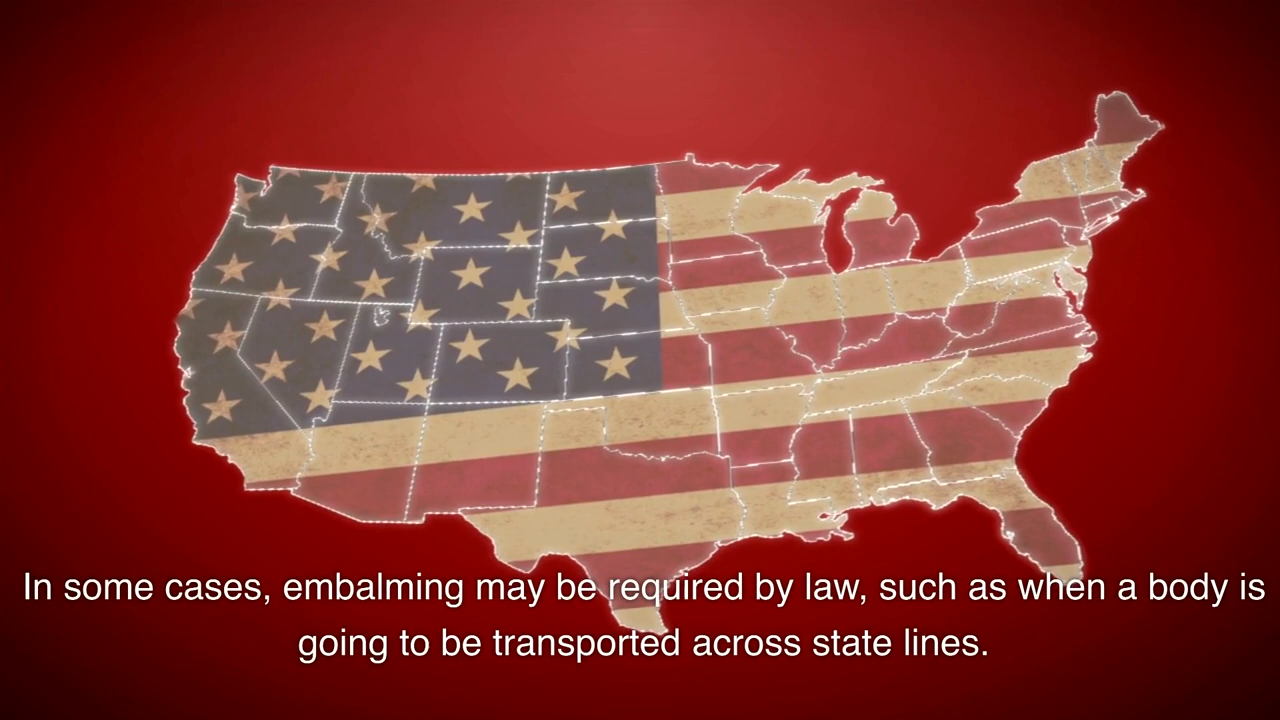 In some cases, embalming may be required by law, such as when a body is
going to be transported across state lines.